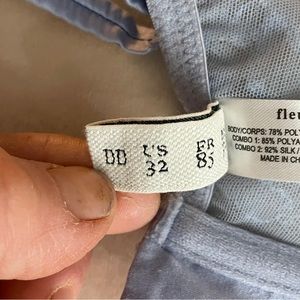 DD US FR
32 85
fleu
BODY/CORPS: 78% POLY
COMBO 1: 85% POLYA
COMBO 2: 92% SILK /
MADE IN CH